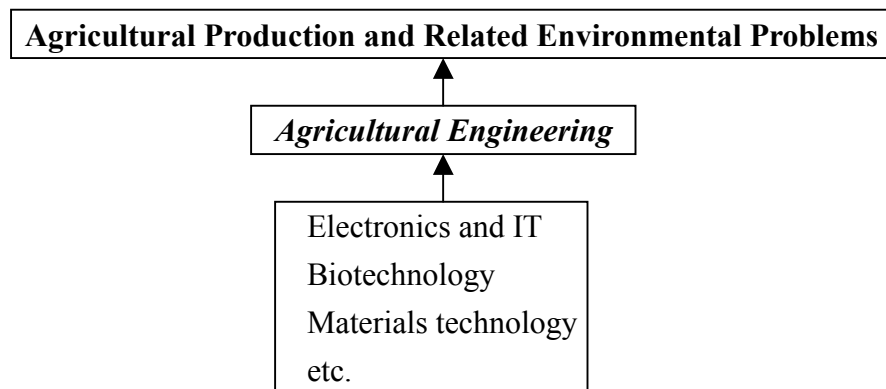 Agricultural Production and Related Environmental Problems
Agricultural Engineering
Electronics and IT
Biotechnology
Materials technology
etc.